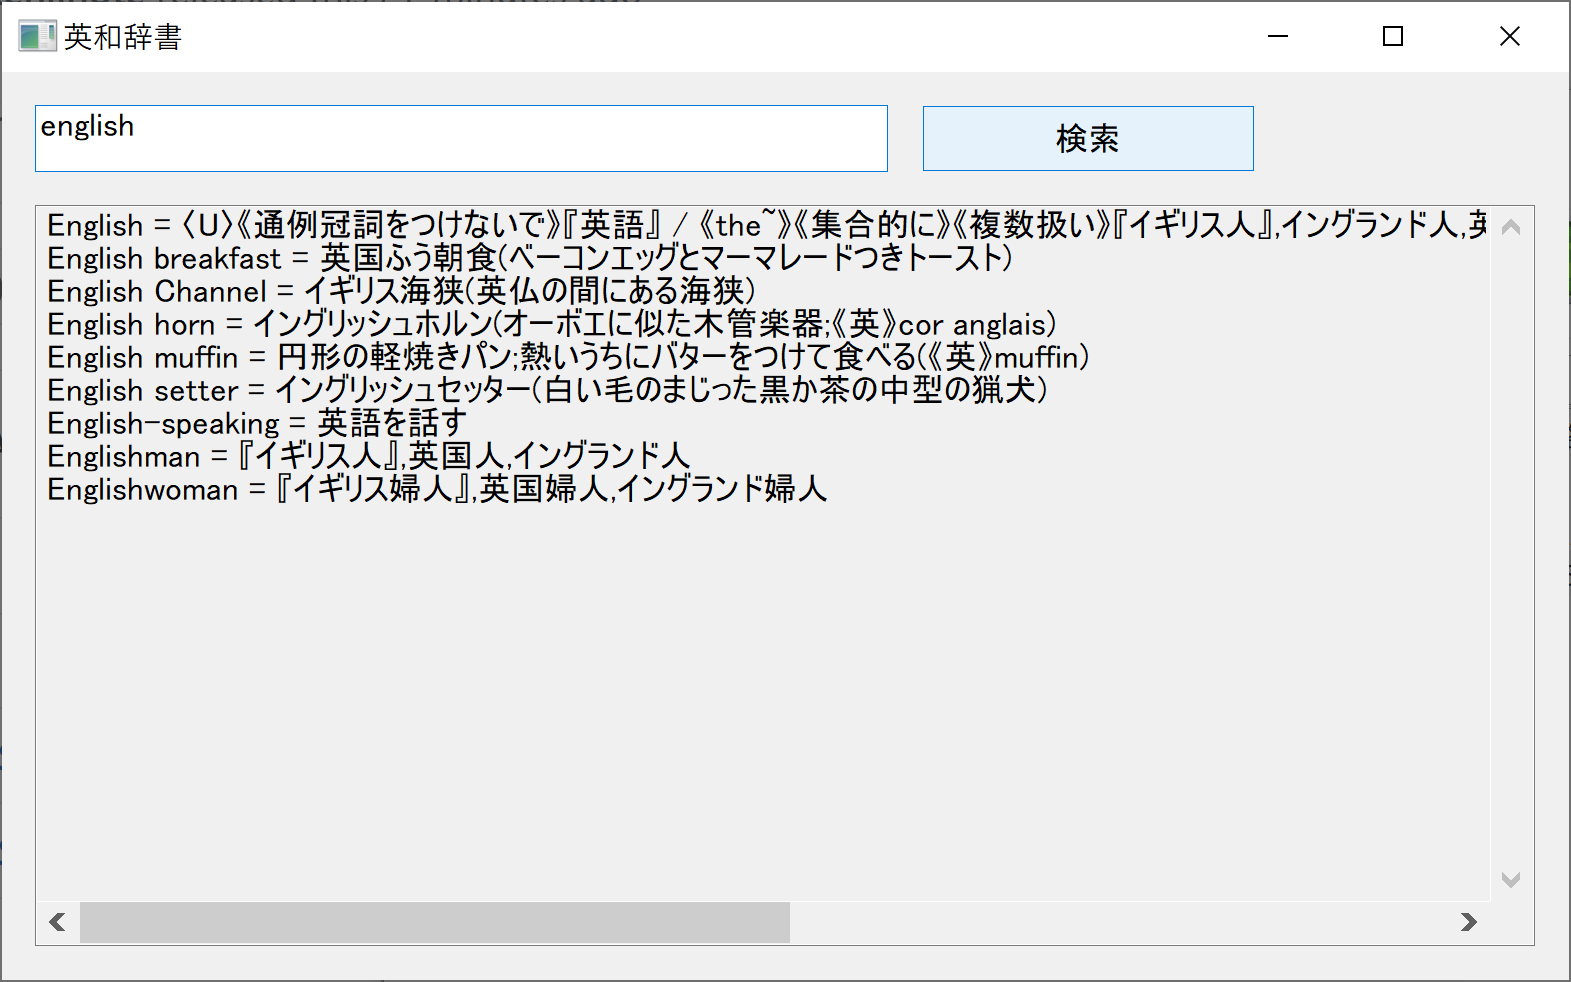 英和辞書
english
検索
English = 〈U〉《通例冠詞をつけないで》『英語』 / 《the~》《集合的に》《複数扱い》『イギリス人』,イングランド人,英
English breakfast = 英国ふう朝食(ベーコンエッグとマーマレードつきトースト)
English Channel = イギリス海狭(英仏の間にある海狭)
English horn = イングリッシュホルン(オーボエに似た木管楽器;《英》cor anglais)
English muffin = 円形の軽焼きパン;熱いうちにバターをつけて食べる(《英》muffin)
English setter = イングリッシュセッター(白い毛のまじった黒か茶の中型の猟犬)
English-speaking = 英語を話す
Englishman = 『イギリス人』,英国人,イングランド人
Englishwoman = 『イギリス婦人』,英国婦人,イングランド婦人